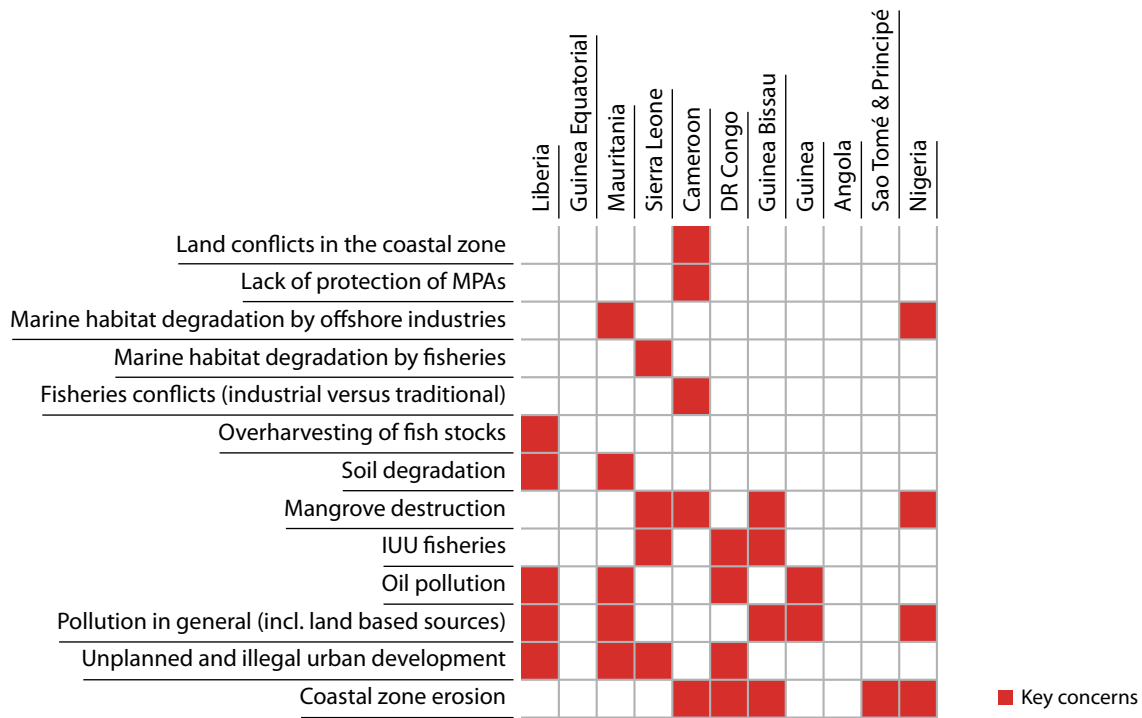 Liberia
Guinea Equatorial
Mauritania
Sierra Leone
Cameroon
DR Congo
Guinea Bissau
Guinea
Angola
Sao Tomé & Principé
Nigeria
Land conflicts in the coastal zone
Lack of protection of MPAs
Marine habitat degradation by offshore industries
Marine habitat degradation by fisheries
Fisheries conflicts (industrial versus traditional)
Overharvesting of fish stocks
Soil degradation
Mangrove destruction
IUU fisheries
Oil pollution
Pollution in general (incl. land based sources)
Unplanned and illegal urban development
Coastal zone erosion
Key concerns